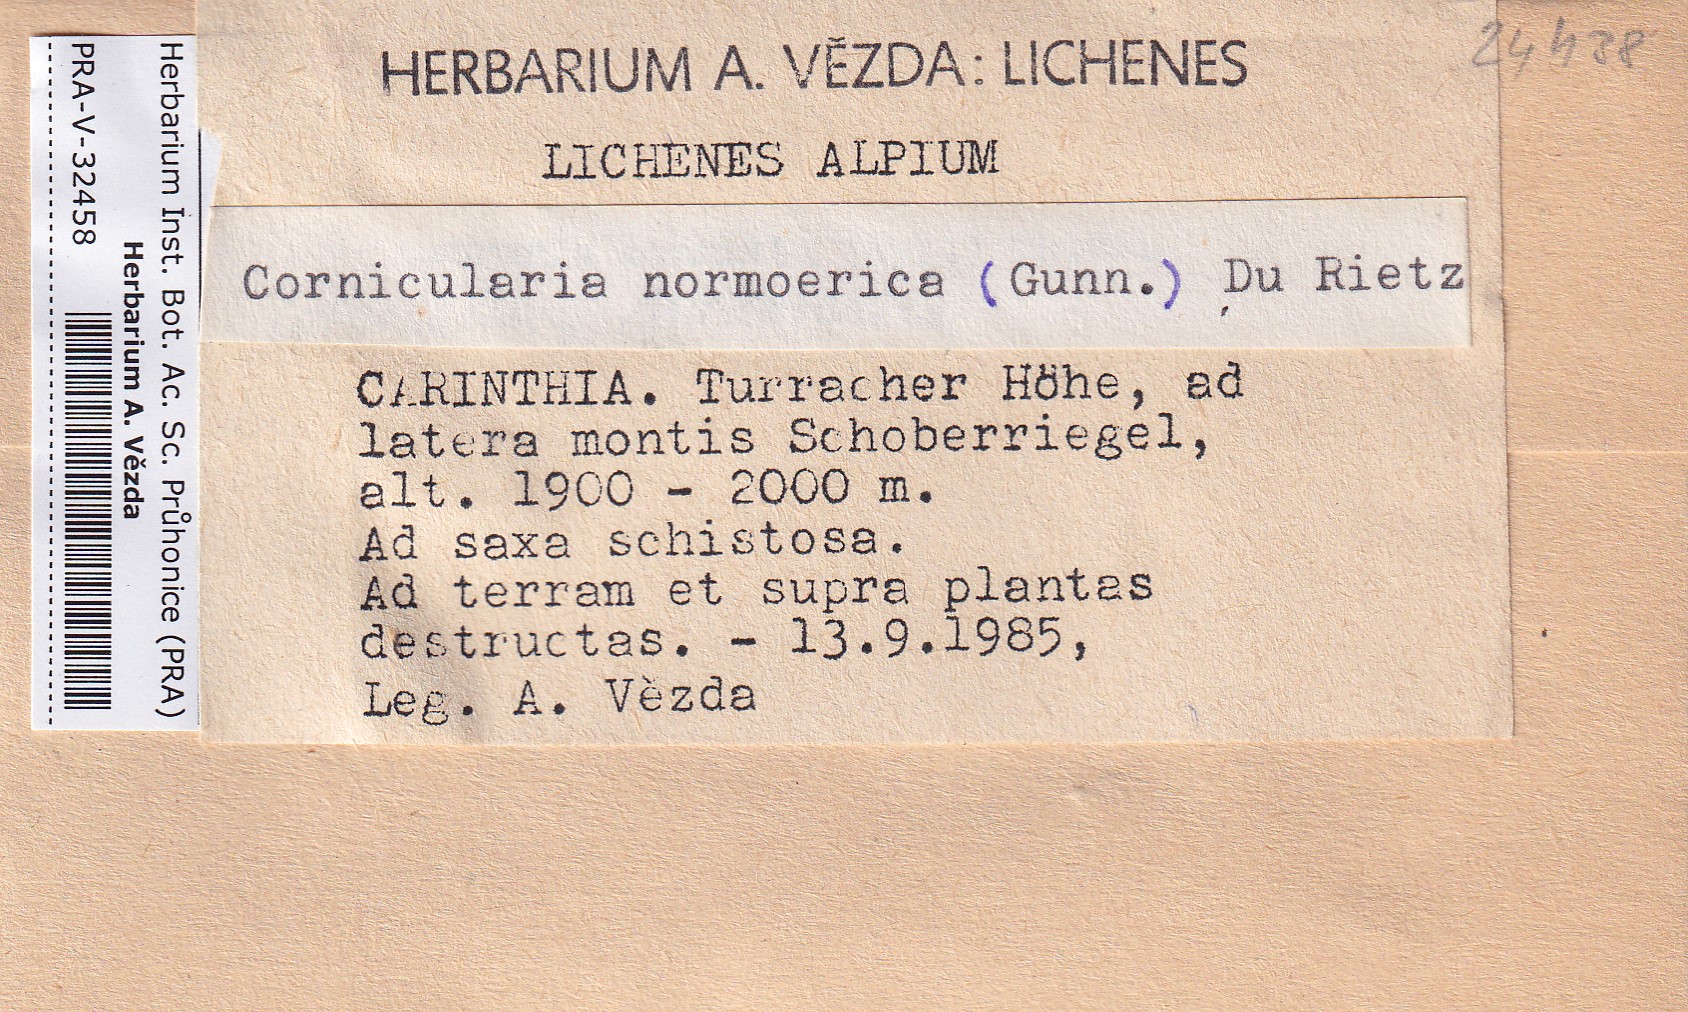 HERBARIUM A. VĚZDA: LICHENES
24438
LICHENES ALPIUM
Cornicularia normoerica (Gunn.) Du Rietz
CARINTHIA. Turracher Höhe, ad
latera montis Schoberriegel,
alt. 1900 - 2000 m.
Ad saxa schistosa.
Ad terram et supra plantas
destructas. - 13.9.1985,
Leg. A. Vèzda
Herbarium Inst. Bot. Ac. Sc. Průhonice (PRA)
Herbarium A. Vězda
PRA-V-32458